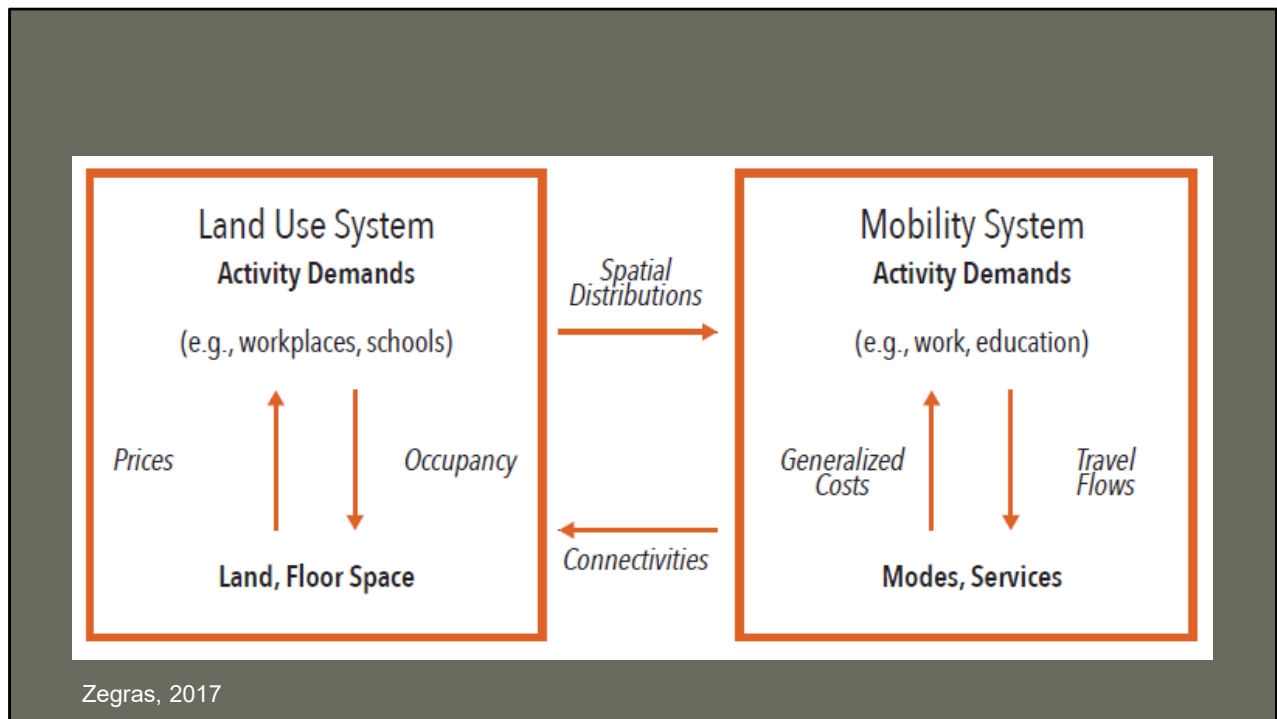 Land Use System
Activity Demands
(e.g., workplaces, schools)
Prices
Occupancy
Land, Floor Space
Spatial
Distributions
Connectivities
Mobility System
Activity Demands
(e.g., work, education)
Generalized
Costs
Travel
Flows
Modes, Services
Zegras, 2017